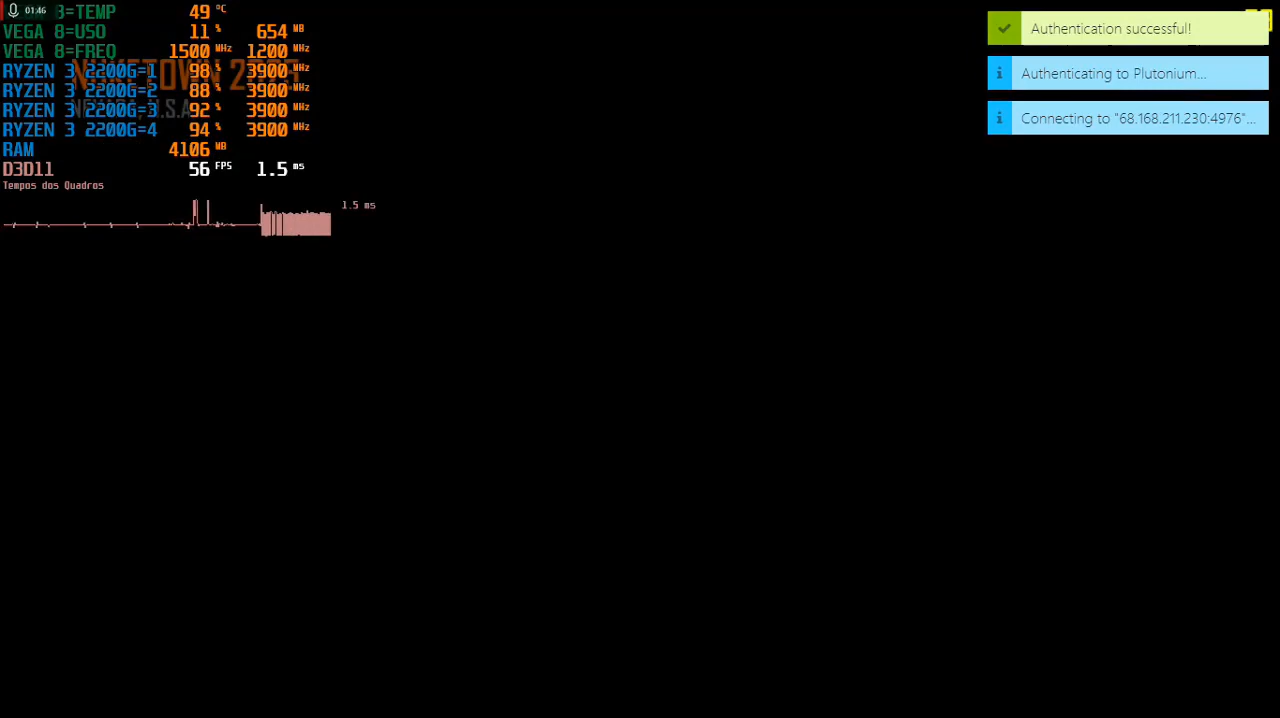 01:46 8=TEMP 49 °C
VEGA 8=USO 11 % 654 MB
VEGA 8=FREQ 1500 MHz 1200 MHz
NUKETOWN 2025
RYZEN 3 2200G=1 98 % 3900 MHz
RYZEN 3 2200G=2 88 % 3900 MHz
NEVADA, U.S.A
RYZEN 3 2200G=3 92 % 3900 MHz
RYZEN 3 2200G=4 94 % 3900 MHz
RAM 4106 MB
D3D11 56 FPS 1.5 ms
Tempos dos Quadros
1.5 ms
Authentication successful!
Authenticating to Plutonium...
Connecting to "68.168.211.230:4976"...